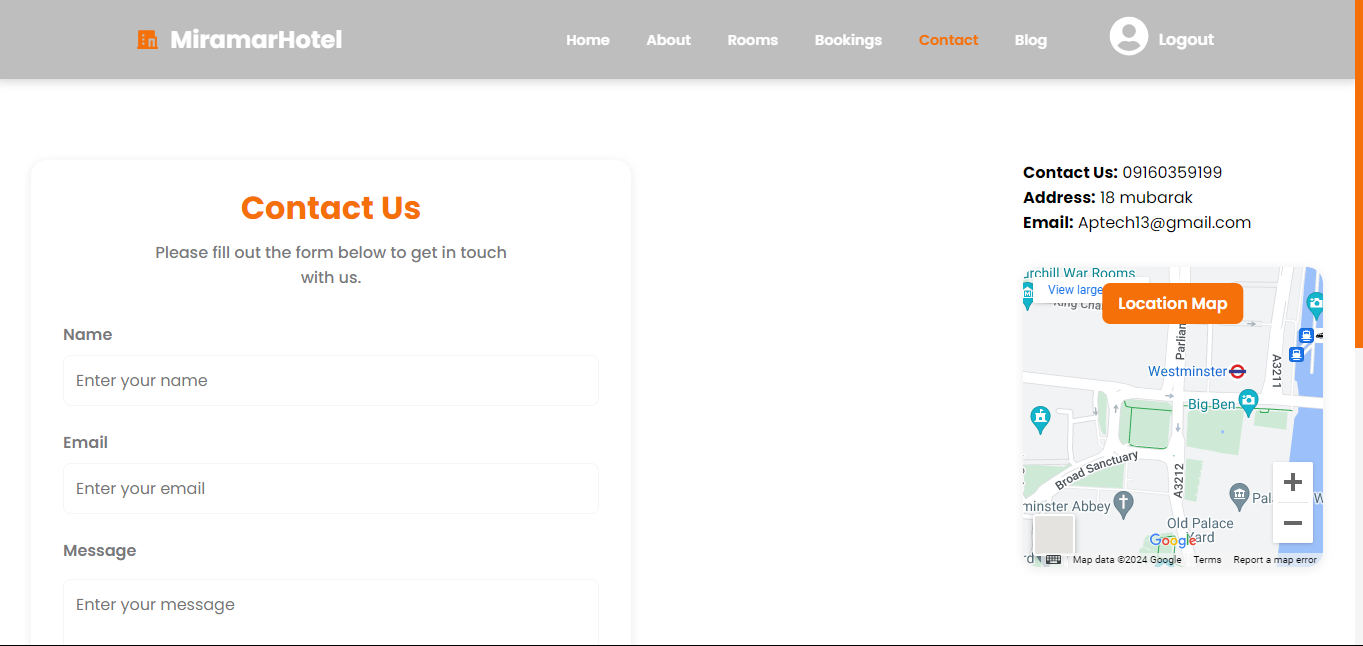 MiramarHotel
Home
About
Rooms
Bookings
Contact
Blog
Logout
Contact Us
Please fill out the form below to get in touch
with us.
Name
Enter your name
Email
Enter your email
Message
Enter your message
Contact Us: 09160359199
Address: 18 mubarak
Email: Aptech13@gmail.com
urchill War Rooms
View large
King Cha
Location Map
Parliam
Westminster
A3211
Big Ben
Broad Sanctuary
A3212
minster Abbey
Pala
W
Old Palace
Yard
Google
rd
Map data ©2024 Google
Terms
Report a map error